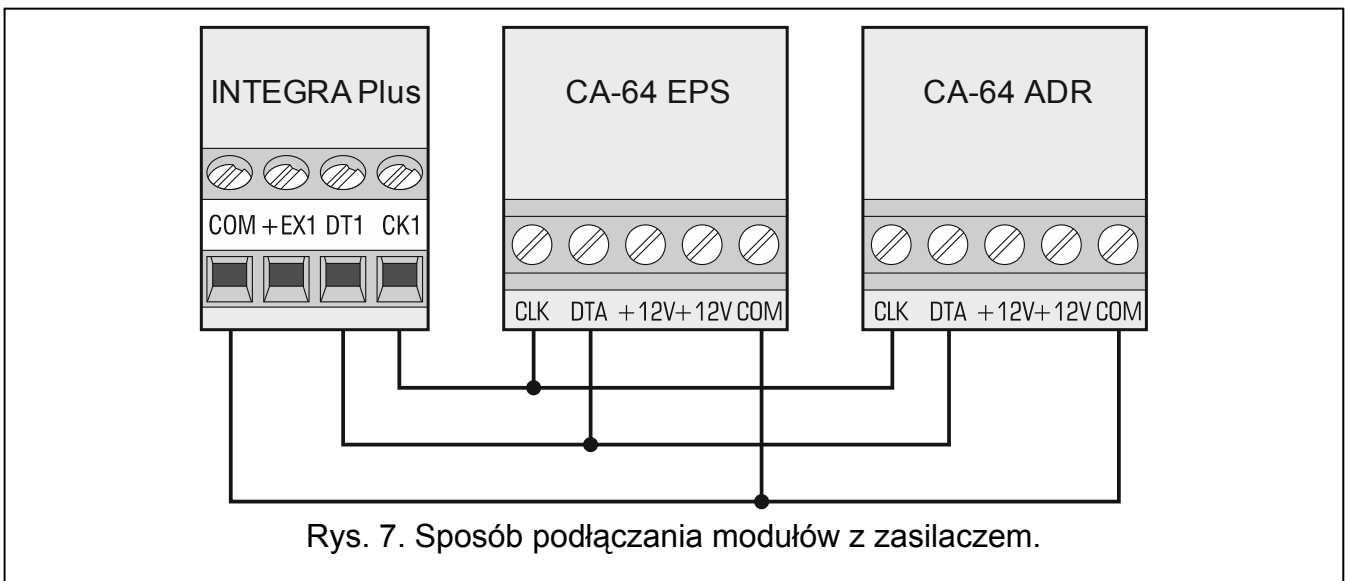 INTEGRA Plus
CA-64 EPS
CA-64 ADR
COM +EX1 DT1 CK1
CLK DTA +12V+12V COM
CLK DTA +12V+12V COM
Rys. 7. Sposób podłączania modułów z zasilaczem.